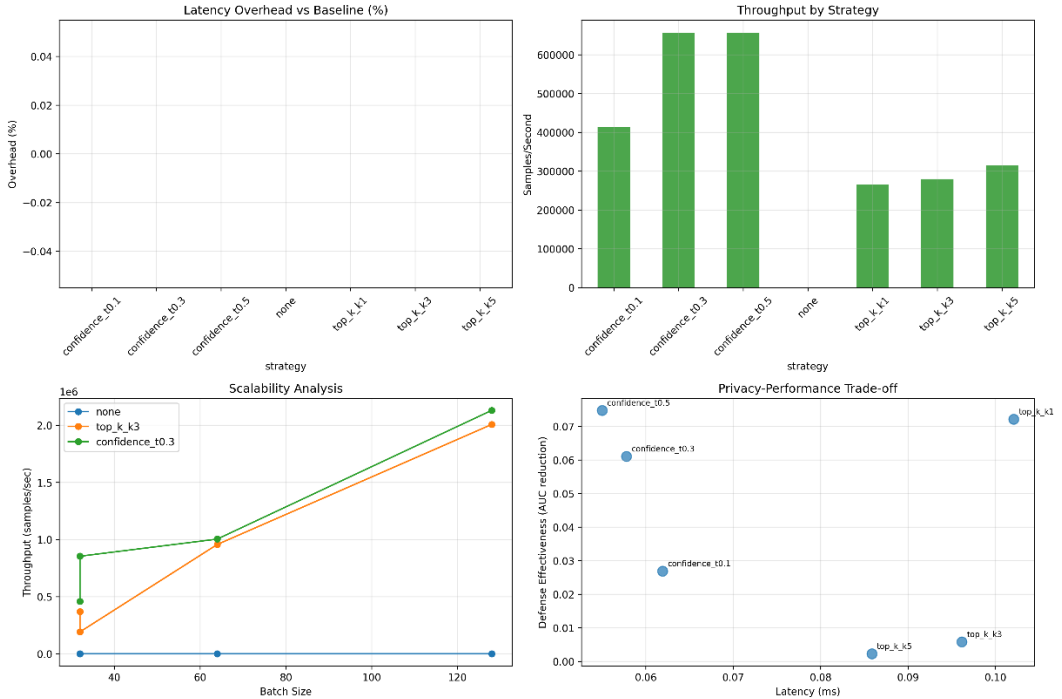 Latency Overhead vs Baseline (%)
Overhead (%)
0.04
0.02
0.00
−0.02
−0.04
confidence_t0.1
confidence_t0.3
confidence_t0.5
none
top_k_k1
top_k_k3
top_k_k5
strategy
Throughput by Strategy
Samples/Second
600000
500000
400000
300000
200000
100000
0
confidence_t0.1
confidence_t0.3
confidence_t0.5
none
top_k_k1
top_k_k3
top_k_k5
strategy
Scalability Analysis
1e6
none
top_k_k3
confidence_t0.3
Throughput (samples/sec)
2.0
1.5
1.0
0.5
0.0
40
60
80
100
120
Batch Size
Privacy-Performance Trade-off
Defense Effectiveness (AUC reduction)
0.07
0.06
0.05
0.04
0.03
0.02
0.01
0.00
confidence_t0.5
top_k_k1
confidence_t0.3
confidence_t0.1
top_k_k5
top_k_k3
0.06
0.07
0.08
0.09
0.10
Latency (ms)